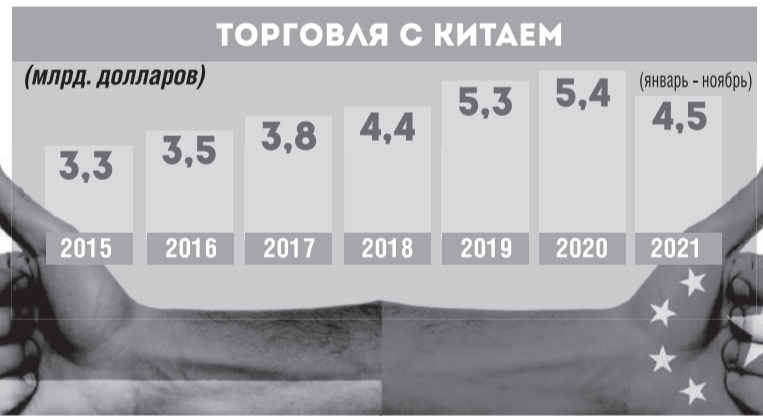 ТОРГОВЛЯ С КИТАЕМ
(млрд. долларов)
(январь - ноябрь)
3,3 3,5 3,8 4,4 5,3 5,4 4,5
2015 2016 2017 2018 2019 2020 2021